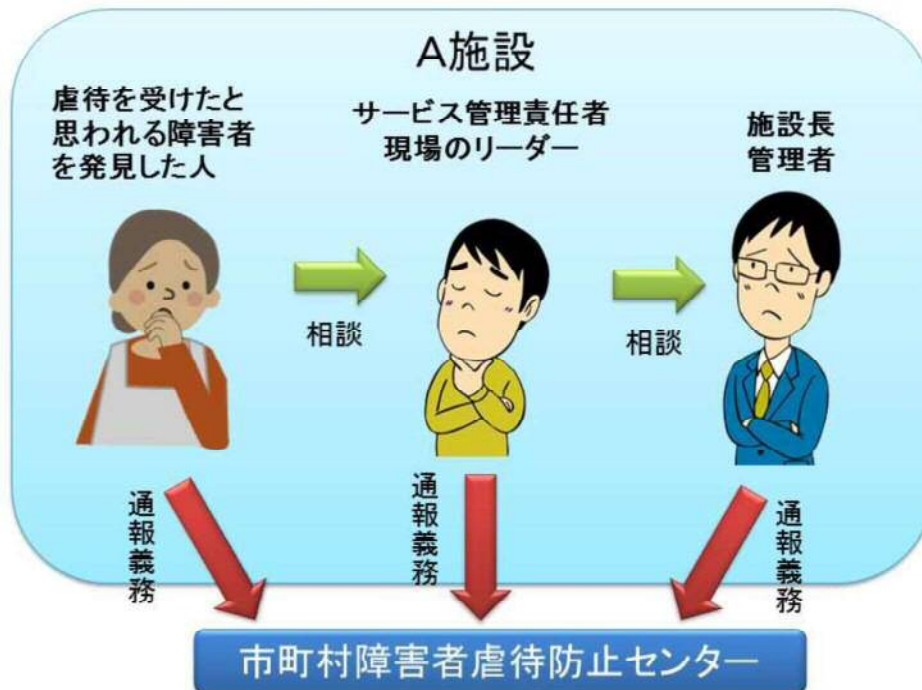 A施設
虐待を受けたと
思われる障害者
を発見した人
サービス管理責任者
現場のリーダー
施設長
管理者
相談
相談
通報義務
通報義務
通報義務
市町村障害者虐待防止センター